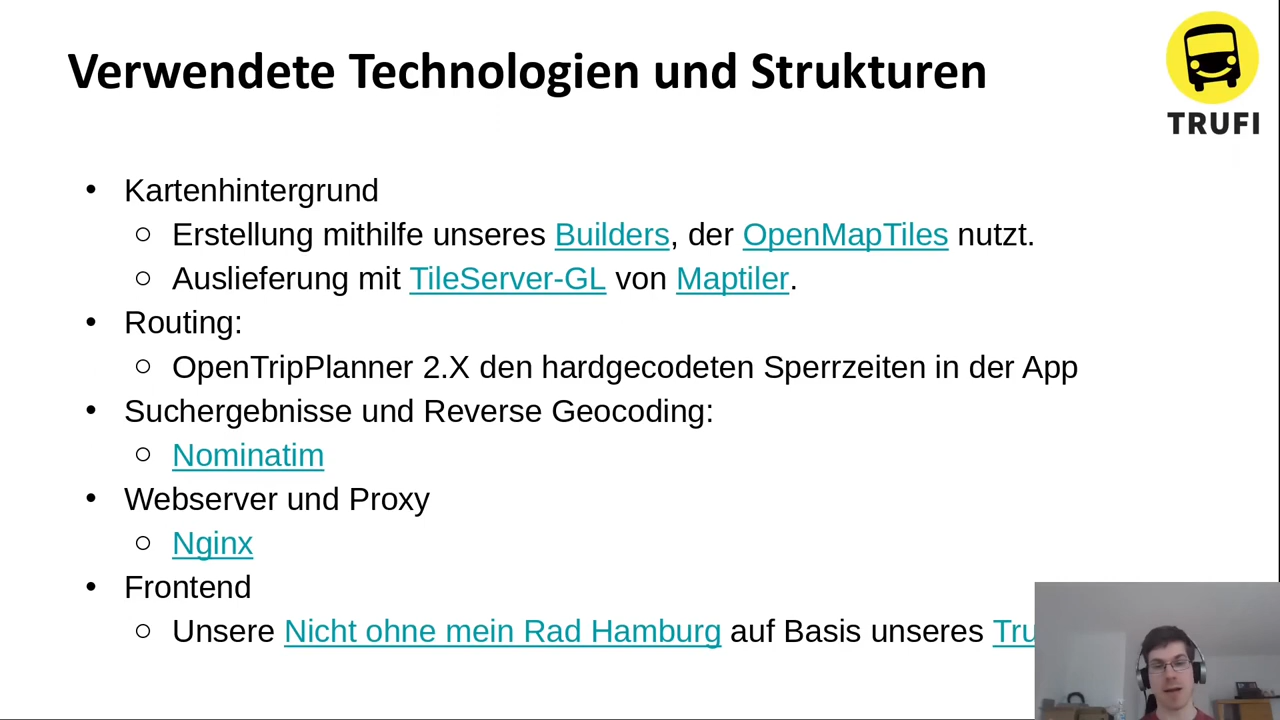 Verwendete Technologien und Strukturen
TRUFI
• Kartenhintergrund
○ Erstellung mithilfe unseres Builders, der OpenMapTiles nutzt.
○ Auslieferung mit TileServer-GL von Maptiler.
• Routing:
○ OpenTripPlanner 2.X den hardgecodeten Sperrzeiten in der App
• Suchergebnisse und Reverse Geocoding:
○ Nominatim
• Webserver und Proxy
○ Nginx
• Frontend
○ Unsere Nicht ohne mein Rad Hamburg auf Basis unseres